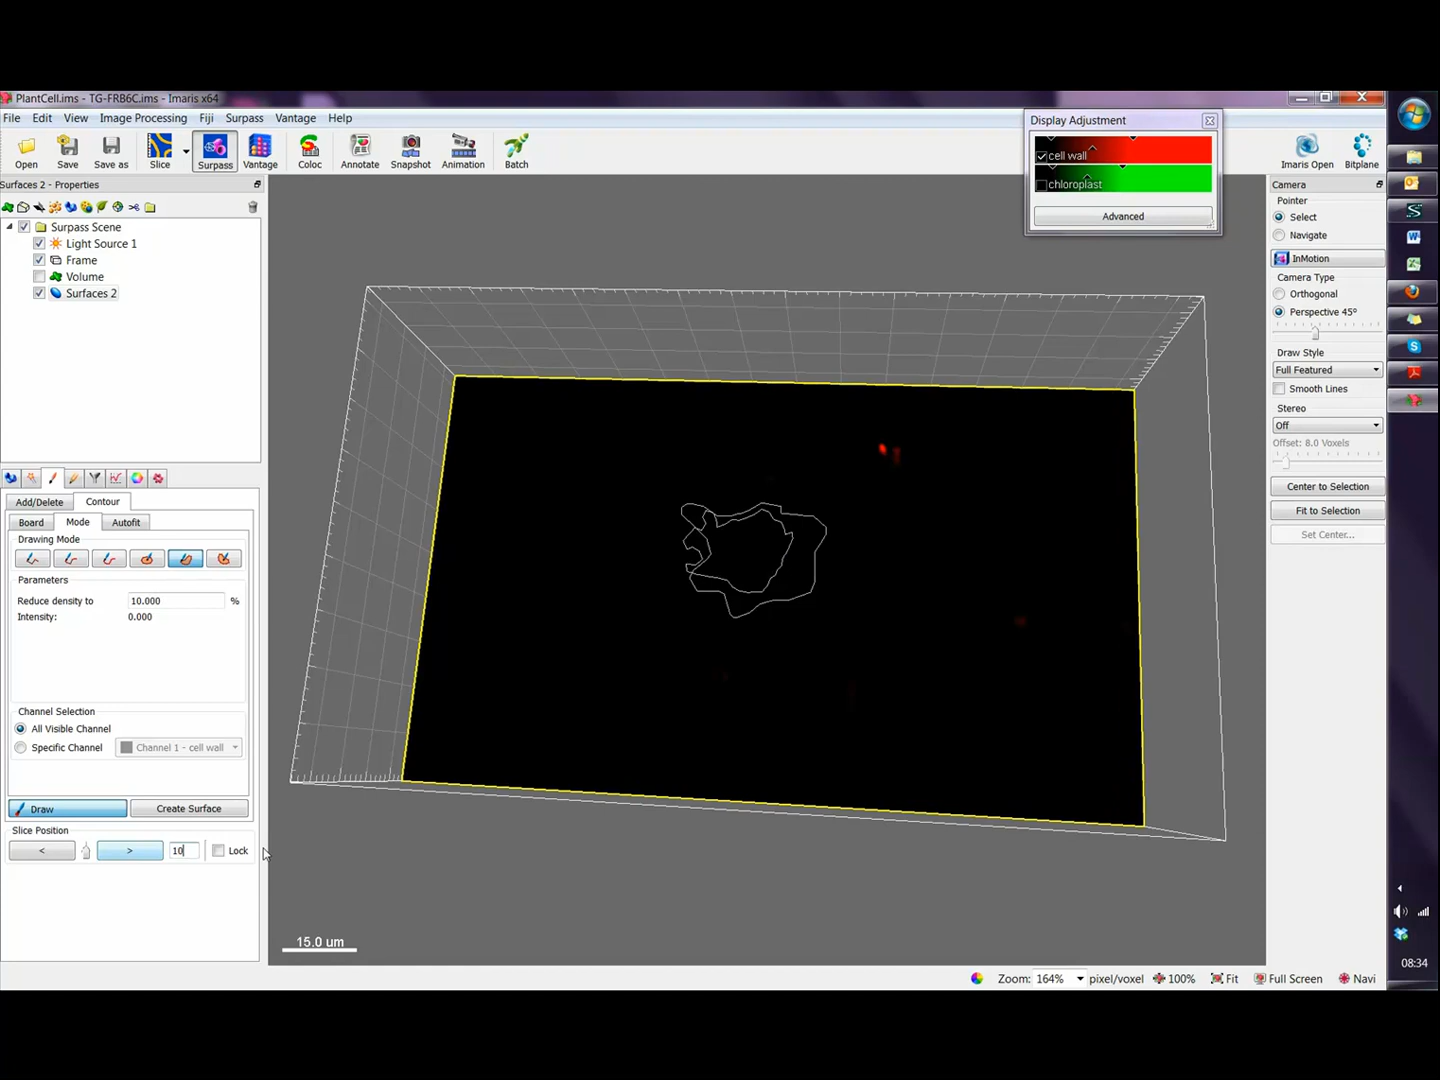 PlantCell.ims - TG-FRB6C.ims - Imaris x64
File Edit View Image Processing Fiji Surpass Vantage Help
Open Save Save as Slice Surpass Vantage Coloc Annotate Snapshot Animation Batch Imaris Open Bitplane
Display Adjustment
cell wall
chloroplast
Advanced
Surfaces 2 - Properties
Surpass Scene
Light Source 1
Frame
Volume
Surfaces 2
Add/Delete Contour
Board Mode Autofit
Drawing Mode
Parameters
Reduce density to 10.000 %
Intensity: 0.000
Channel Selection
All Visible Channel
Specific Channel Channel 1 - cell wall
Draw Create Surface
Slice Position
< > 10 Lock
15.0 um
Camera
Pointer
Select
Navigate
InMotion
Camera Type
Orthogonal
Perspective 45º
Draw Style
Full Featured
Smooth Lines
Stereo
Off
Offset: 8.0 Voxels
Center to Selection
Fit to Selection
Set Center...
Zoom: 164% pixel/voxel 100% Fit Full Screen Navi
08:34